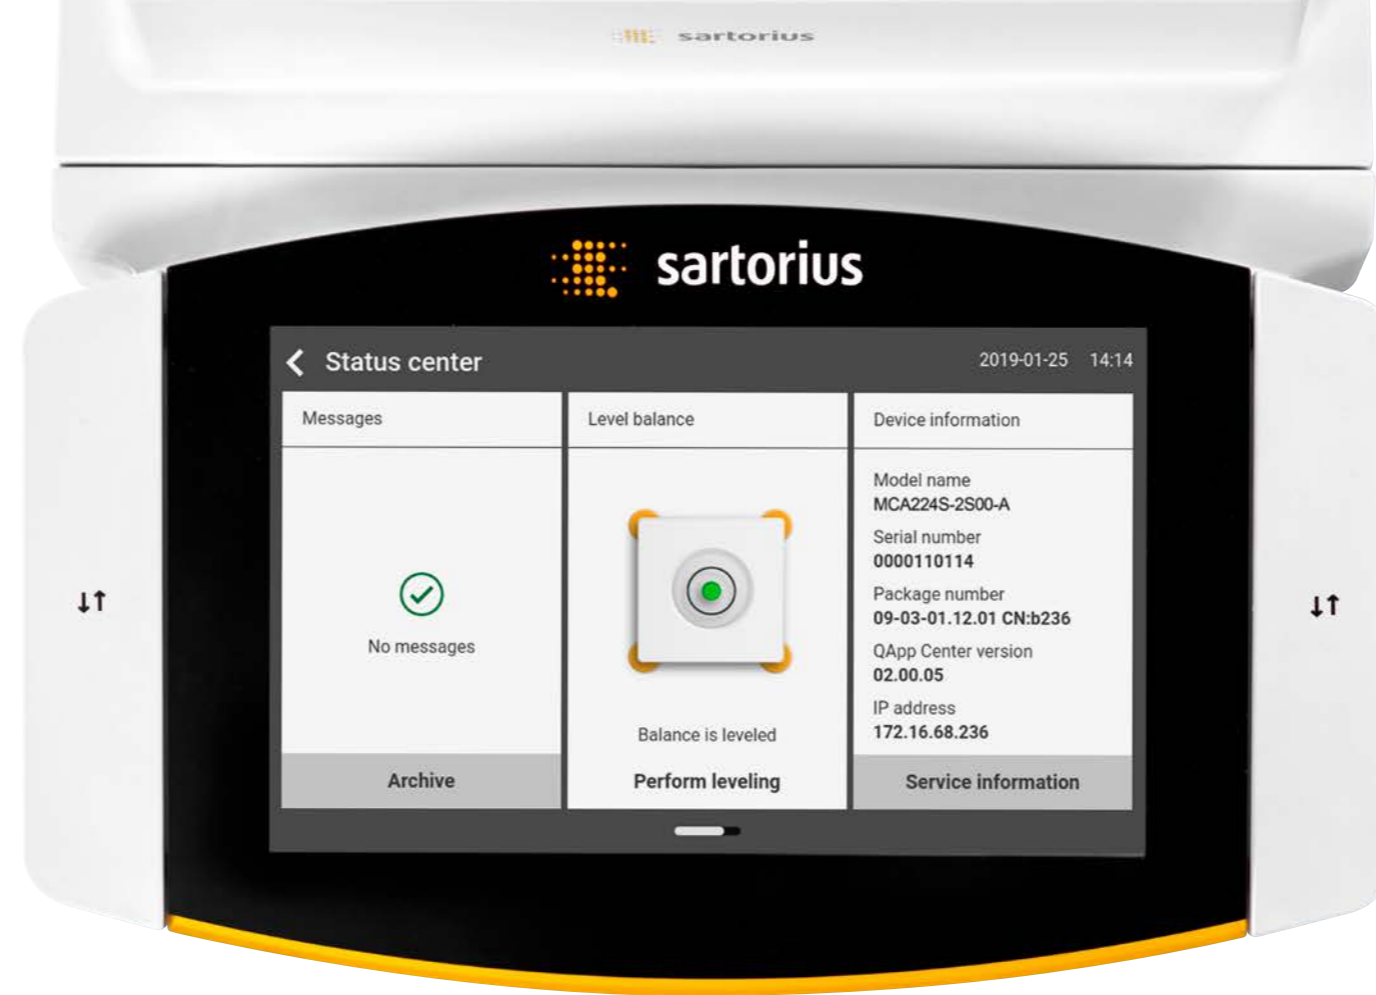 sartorius
sartorius
Status center
2019-01-25 14:14
Messages
No messages
Archive
Level balance
Balance is leveled
Perform leveling
Device information
Model name
MCA224S-2S00-A
Serial number
0000110114
Package number
09-03-01.12.01 CN:b236
QApp Center version
02.00.05
IP address
172.16.68.236
Service information